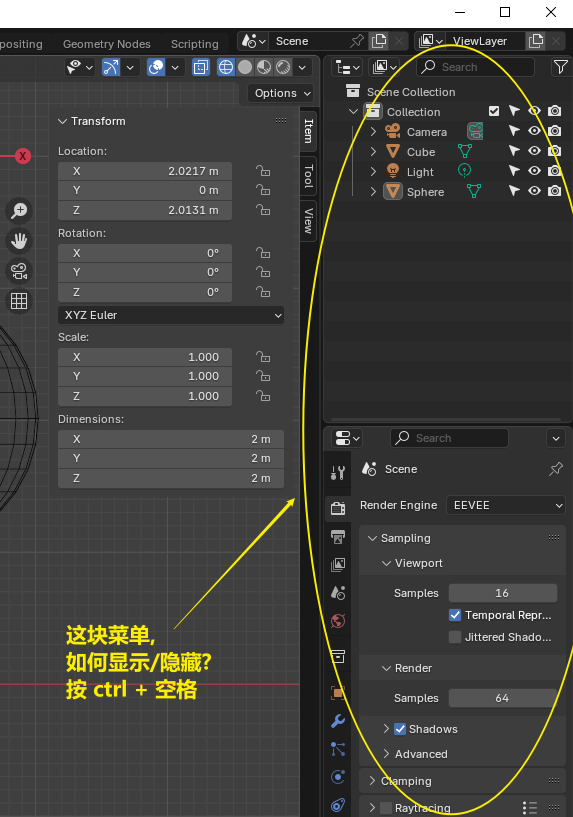 positing Geometry Nodes Scripting Scene ViewLayer
Options
Search
Transform
Item
Tool
View
Location:
X 2.0217 m
Y 0 m
Z 2.0131 m
Rotation:
X 0°
Y 0°
Z 0°
XYZ Euler
Scale:
X 1.000
Y 1.000
Z 1.000
Dimensions:
X 2 m
Y 2 m
Z 2 m
X
这块菜单,
如何显示/隐藏?
按 ctrl + 空格
Scene Collection
Collection
Camera
Cube
Light
Sphere
Search
Scene
Render Engine EEVEE
Sampling
Viewport
Samples 16
Temporal Repr...
Jittered Shado...
Render
Samples 64
Shadows
Advanced
Clamping
Raytracing